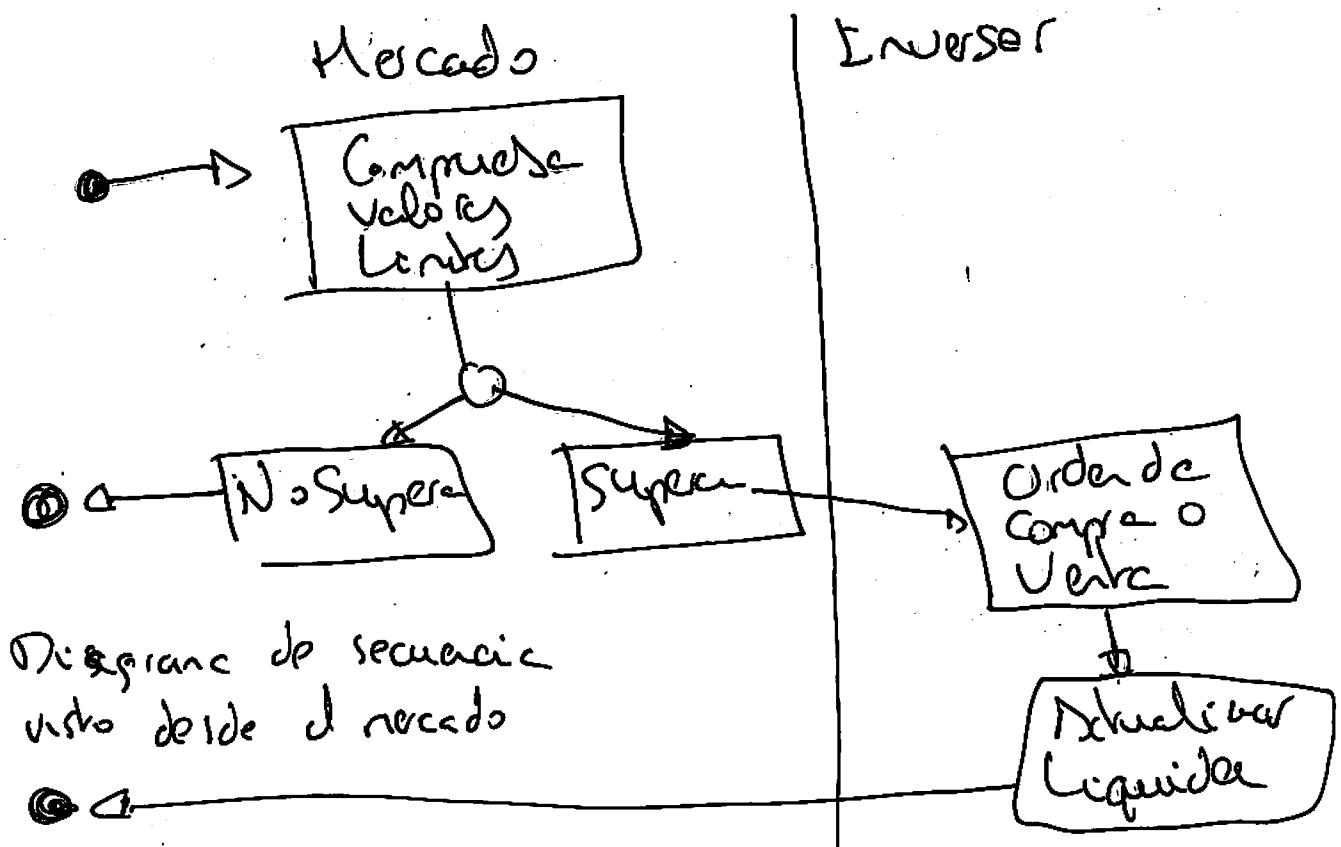 Mercado
Inversor
Comprueba
valores
Limites
No Supera
Supera
Orden de
compra o
Venta
Diagrama de secuencia
visto desde el mercado
Actualizar
Liquidez